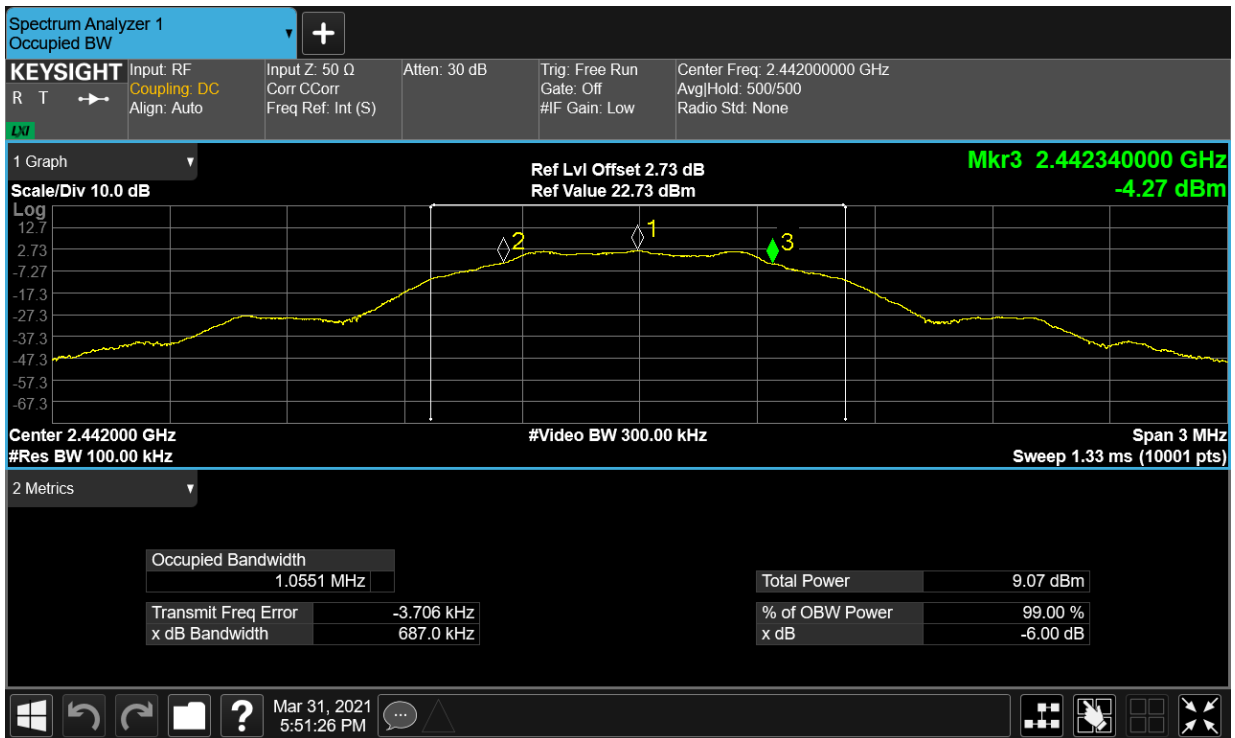 Spectrum Analyzer 1
Occupied BW
+
KEYSIGHT
R T
LXI
Input: RF
Coupling: DC
Align: Auto
Input Z: 50 Ω
Corr CCorr
Freq Ref: Int (S)
Atten: 30 dB
Trig: Free Run
Gate: Off
#IF Gain: Low
Center Freq: 2.442000000 GHz
Avg|Hold: 500/500
Radio Std: None
1 Graph
Scale/Div 10.0 dB
Ref Lvl Offset 2.73 dB
Ref Value 22.73 dBm
Mkr3 2.442340000 GHz
-4.27 dBm
Log
12.7
2.73
-7.27
-17.3
-27.3
-37.3
-47.3
-57.3
-67.3
2
1
3
Center 2.442000 GHz
#Video BW 300.00 kHz
Span 3 MHz
#Res BW 100.00 kHz
Sweep 1.33 ms (10001 pts)
2 Metrics
Occupied Bandwidth
1.0551 MHz
Transmit Freq Error -3.706 kHz
x dB Bandwidth 687.0 kHz
Total Power 9.07 dBm
% of OBW Power 99.00 %
x dB -6.00 dB
?
Mar 31, 2021
5:51:26 PM